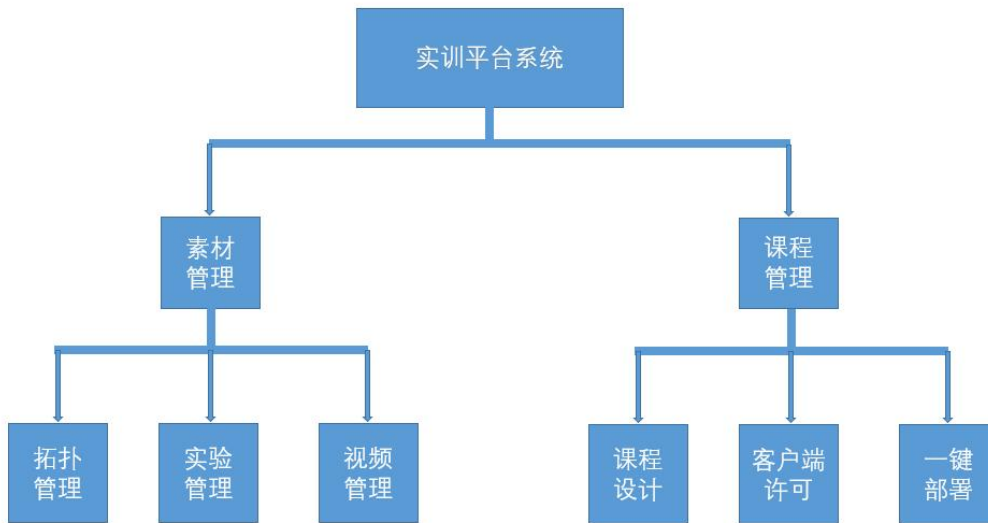 实训平台系统
素材
管理
课程
管理
拓扑
管理
实验
管理
视频
管理
课程
设计
客户端
许可
一键
部署